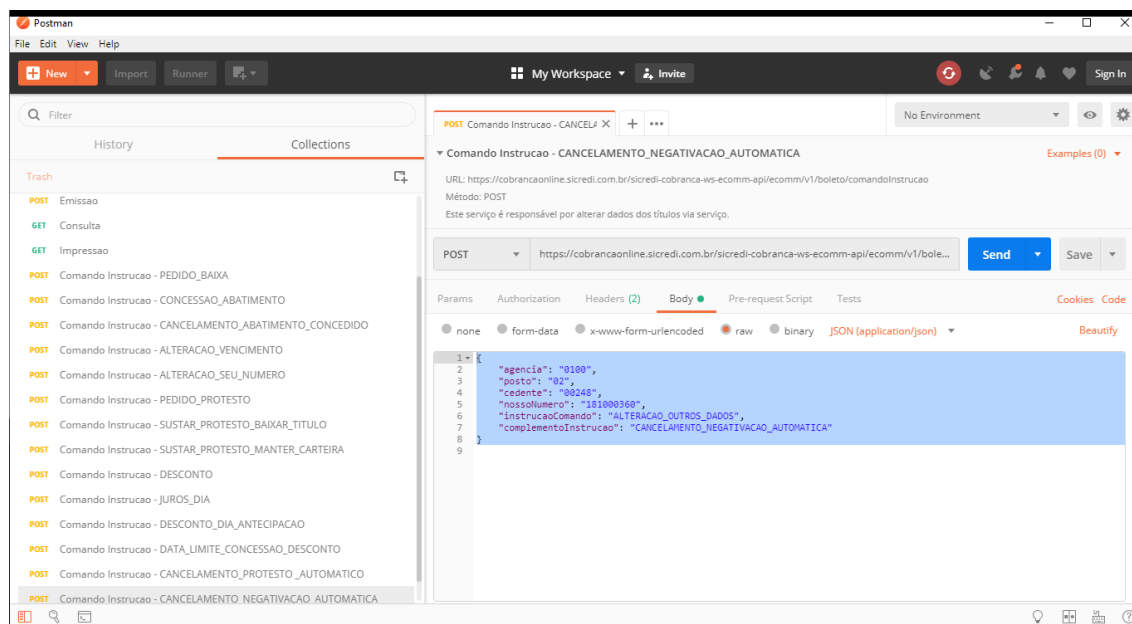 Postman
File Edit View Help
New Import Runner My Workspace Invite Sign In
Filter
History Collections
Trash
POST Emissao
GET Consulta
GET Impressao
POST Comando Instrucao - PEDIDO_BAIXA
POST Comando Instrucao - CONCESSAO_ABATIMENTO
POST Comando Instrucao - CANCELAMENTO_ABATIMENTO_CONCEDIDO
POST Comando Instrucao - ALTERACAO_VENCIMENTO
POST Comando Instrucao - ALTERACAO_SEU_NUMERO
POST Comando Instrucao - PEDIDO_PROTESTO
POST Comando Instrucao - SUSTAR_PROTESTO_BAIXAR_TITULO
POST Comando Instrucao - SUSTAR_PROTESTO_MANTER_CARTEIRA
POST Comando Instrucao - DESCONTO
POST Comando Instrucao - JUROS_DIA
POST Comando Instrucao - DESCONTO_DIA_ANTECIPACAO
POST Comando Instrucao - DATA_LIMITE_CONCESSAO_DESCONTO
POST Comando Instrucao - CANCELAMENTO_PROTESTO _AUTOMATICO
POST Comando Instrucao - CANCELAMENTO_NEGATIVACAO_AUTOMATICA
POST Comando Instrucao - CANCELA
No Environment
Comando Instrucao - CANCELAMENTO_NEGATIVACAO_AUTOMATICA Examples (0)
URL: https://cobrancaonline.sicredi.com.br/sicredi-cobranca-ws-ecomm-api/ecomm/v1/boleto/comandoInstrucao
Método: POST
Este serviço é responsável por alterar dados dos títulos via serviço.
POST https://cobrancaonline.sicredi.com.br/sicredi-cobranca-ws-ecomm-api/ecomm/v1/bole... Send Save
Params Authorization Headers (2) Body Pre-request Script Tests Cookies Code
none form-data x-www-form-urlencoded raw binary JSON (application/json) Beautify
1 {
2 "agencia": "0100",
3 "posto": "02",
4 "cedente": "00248",
5 "nossoNumero": "181000360",
6 "instrucaoComando": "ALTERACAO_OUTROS_DADOS",
7 "complementoInstrucao": "CANCELAMENTO_NEGATIVACAO_AUTOMATICA"
8 }
9